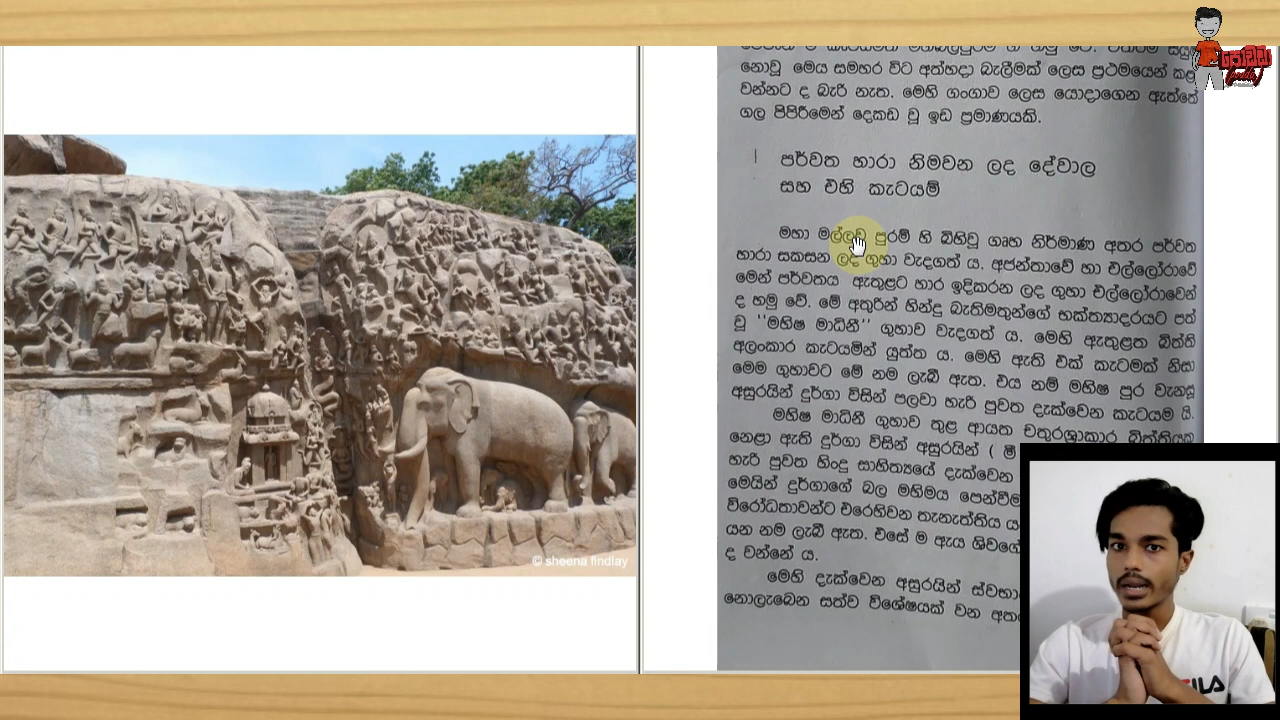 නොවූ මෙය සමහර විට අත්හදා බැලීමක් ලෙස ප්‍රථමයෙන් කළ
වන්නට ද බැරි නැත. මෙහි ගංගාව ලෙස යොදාගෙන ඇත්තේ
ගල පිපිරීමෙන් දෙකඩ වූ ඉඩ ප්‍රමාණයකි.
පර්වත හාරා නිමවන ලද දේවාල
සහ එහි කැටයම්
මහා මල්ලව පුරම් හි බිහිවූ ගෘහ නිර්මාණ අතර පර්වත
හාරා සකසන ලද ගුහා වැදගත් ය. අජන්තාවේ හා එල්ලෝරාවේ
මෙන් පර්වතය ඇතුළට හාර ඉදිකරන ලද ගුහා එල්ලෝරාවෙන්
ද හමු වේ. මේ අතුරින් හින්දු බැතිමතුන්ගේ භක්ත්‍යාදරයට පත්
වූ ''මහිෂ මාධිනී'' ගුහාව වැදගත් ය. මෙහි ඇතුළත බිත්ති
අලංකාර කැටයමින් යුත්ත ය. මෙහි ඇති එක් කැටමක් නිසා
මෙම ගුහාවට මේ නම ලැබී ඇත. එය නම් මහිෂ පුර වැනසූ
අසුරයින් දුර්ගා විසින් පලවා හැරි පුවත දැක්වෙන කැටයම යි.
මහිෂ මාධිනී ගුහාව තුළ ආයත චතුරශ්‍රාකාර බිත්තියක
නෙළා ඇති දුර්ගා විසින් අසුරයින් ( මී
හැරි පුවත හිංදු සාහිත්‍යයේ දැක්වෙන
මෙයින් දුර්ගාගේ බල මහිමය පෙන්වීම
විරෝධතාවන්ට එරෙහිවන තැනැත්තිය ය
යන නම ලැබී ඇත. එසේ ම ඇය ශිවගේ
ද වන්නේ ය.
මෙහි දැක්වෙන අසුරයින් ස්වභා
නොලැබෙන සත්ව විශේෂයක් වන අත
© sheena findlay
පොඩ්ඩා
FILA